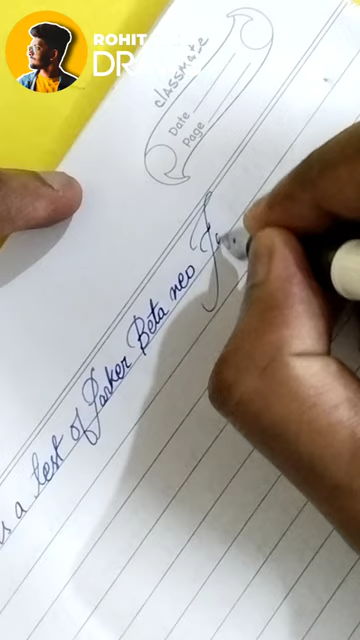 ROHIT
DR
classmate
Date
Page
s a test of Parker Beta neo F